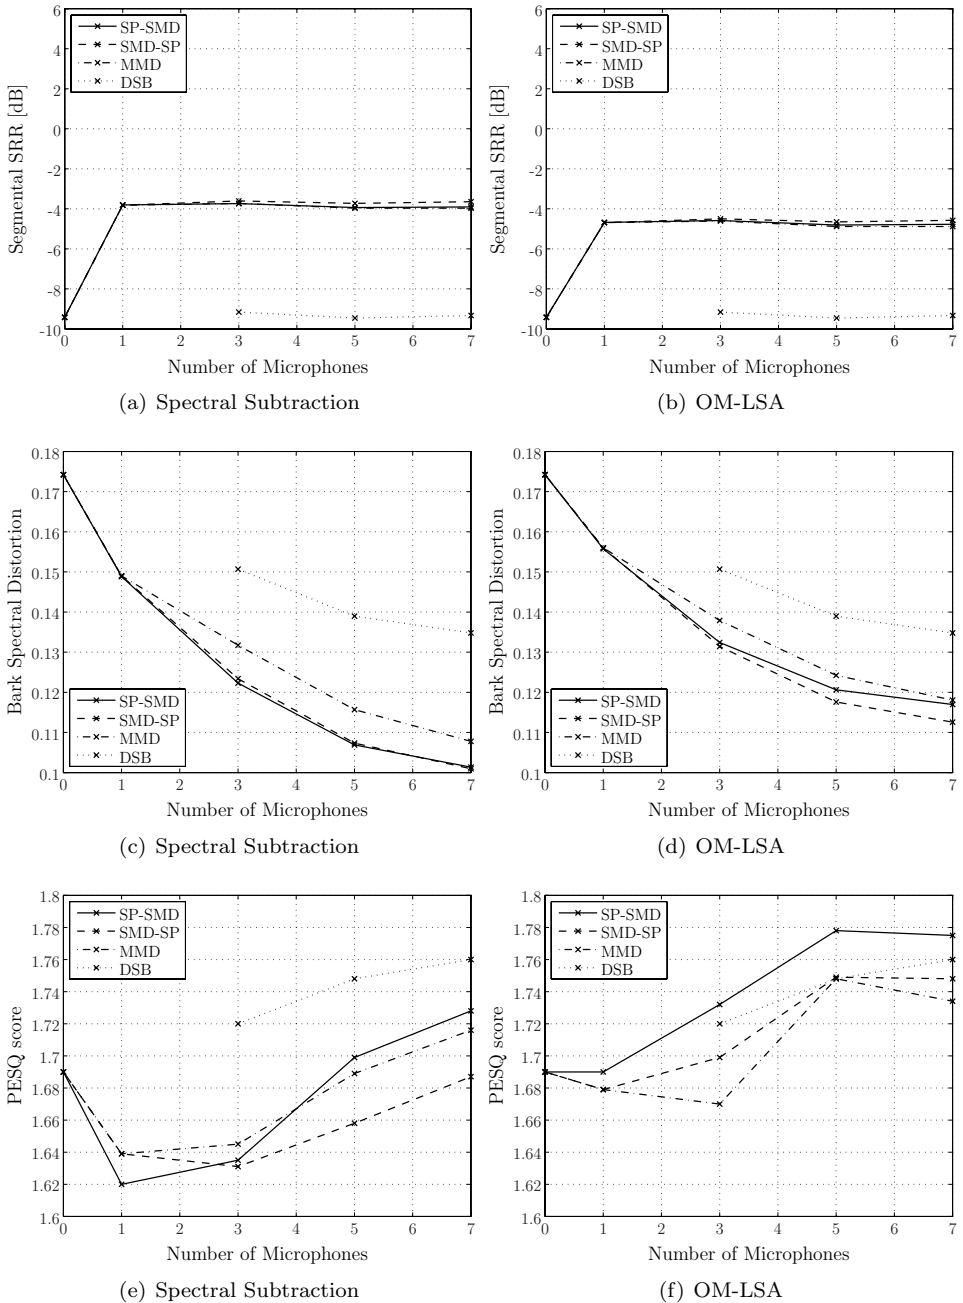 6
4
2
0
-2
-4
-6
-8
-10
Segmental SRR [dB]
SP-SMD
SMD-SP
MMD
DSB
0 1 2 3 4 5 6 7
Number of Microphones
(a) Spectral Subtraction
6
4
2
0
-2
-4
-6
-8
-10
Segmental SRR [dB]
SP-SMD
SMD-SP
MMD
DSB
0 1 2 3 4 5 6 7
Number of Microphones
(b) OM-LSA
0.18
0.17
0.16
0.15
0.14
0.13
0.12
0.11
0.1
Bark Spectral Distortion
SP-SMD
SMD-SP
MMD
DSB
0 1 2 3 4 5 6 7
Number of Microphones
(c) Spectral Subtraction
0.18
0.17
0.16
0.15
0.14
0.13
0.12
0.11
0.1
Bark Spectral Distortion
SP-SMD
SMD-SP
MMD
DSB
0 1 2 3 4 5 6 7
Number of Microphones
(d) OM-LSA
1.8
1.78
1.76
1.74
1.72
1.7
1.68
1.66
1.64
1.62
1.6
PESQ score
SP-SMD
SMD-SP
MMD
DSB
0 1 2 3 4 5 6 7
Number of Microphones
(e) Spectral Subtraction
1.8
1.78
1.76
1.74
1.72
1.7
1.68
1.66
1.64
1.62
1.6
PESQ score
SP-SMD
SMD-SP
MMD
DSB
0 1 2 3 4 5 6 7
Number of Microphones
(f) OM-LSA